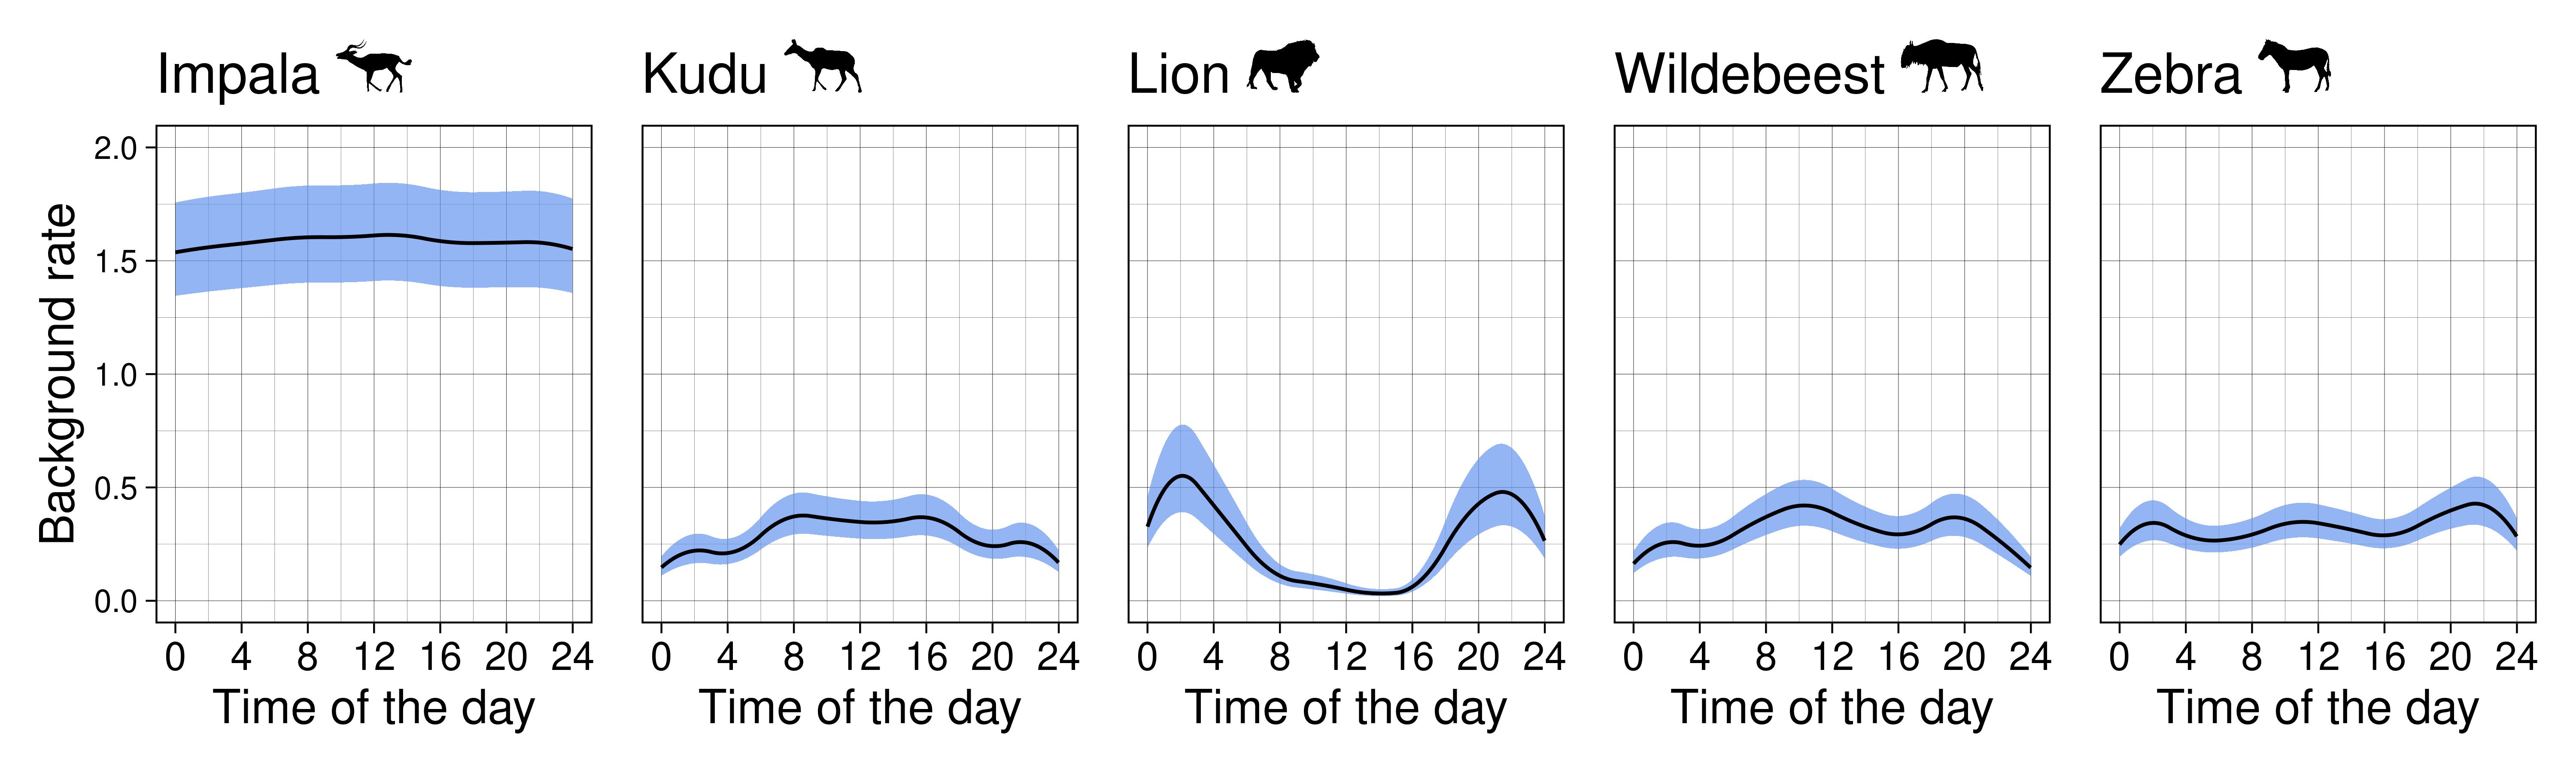 Impala Kudu Lion Wildebeest Zebra
Background rate
2.0
1.5
1.0
0.5
0.0
0 4 8 12 16 20 24 0 4 8 12 16 20 24 0 4 8 12 16 20 24 0 4 8 12 16 20 24 0 4 8 12 16 20 24
Time of the day Time of the day Time of the day Time of the day Time of the day